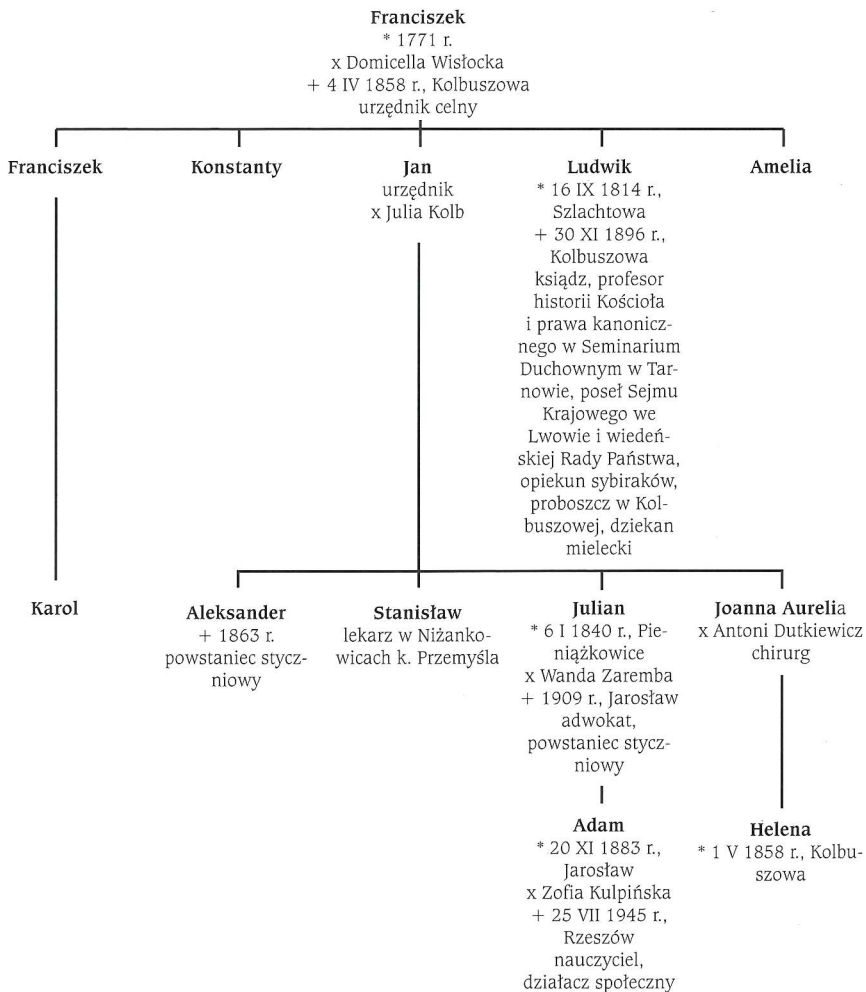 Franciszek
* 1771 r.
x Domicella Wisłocka
+ 4 IV 1858 r., Kolbuszowa
urzędnik celny
Franciszek
Konstanty
Jan
urzędnik
x Julia Kolb
Ludwik
* 16 IX 1814 r.,
Szlachtowa
+ 30 XI 1896 r.,
Kolbuszowa
ksiądz, profesor
historii Kościoła
i prawa kanonicz-
nego w Seminarium
Duchownym w Tar-
nowie, poseł Sejmu
Krajowego we
Lwowie i wiedeń-
skiej Rady Państwa,
opiekun sybiraków,
proboszcz w Kol-
buszowej, dziekan
mielecki
Amelia
Karol
Aleksander
+ 1863 r.
powstaniec stycz-
niowy
Stanisław
lekarz w Niżanko-
wicach k. Przemyśla
Julian
* 6 I 1840 r., Pie-
niążkowice
x Wanda Zaremba
+ 1909 r., Jarosław
adwokat,
powstaniec stycz-
niowy
Joanna Aurelia
x Antoni Dutkiewicz
chirurg
Adam
* 20 XI 1883 r.,
Jarosław
x Zofia Kulpińska
+ 25 VII 1945 r.,
Rzeszów
nauczyciel,
działacz społeczny
Helena
* 1 V 1858 r., Kolbu-
szowa